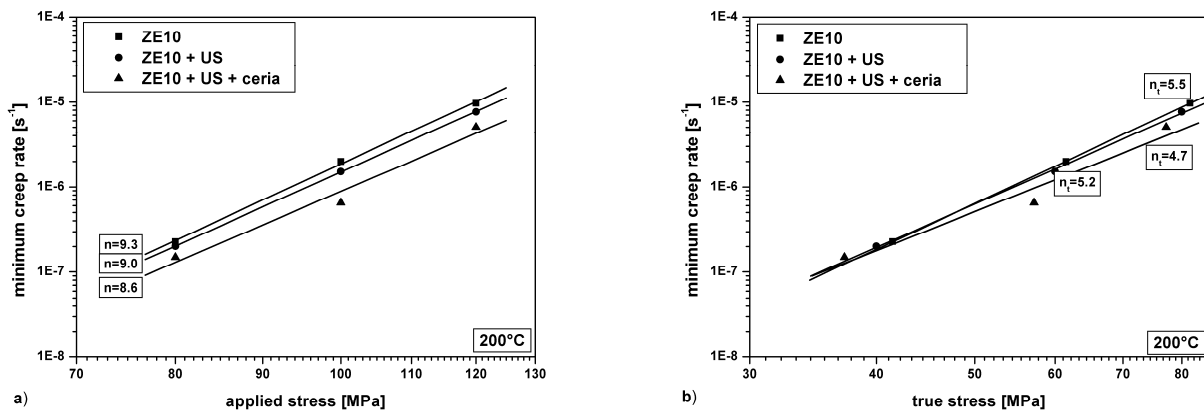 1E-4
1E-5
1E-6
1E-7
1E-8
minimum creep rate [s⁻¹]
ZE10
ZE10 + US
ZE10 + US + ceria
n=9.3
n=9.0
n=8.6
200°C
70 80 90 100 110 120 130
a) applied stress [MPa]
1E-4
1E-5
1E-6
1E-7
1E-8
minimum creep rate [s⁻¹]
ZE10
ZE10 + US
ZE10 + US + ceria
nₜ=5.5
nₜ=4.7
nₜ=5.2
200°C
30 40 50 60 70 80
b) true stress [MPa]